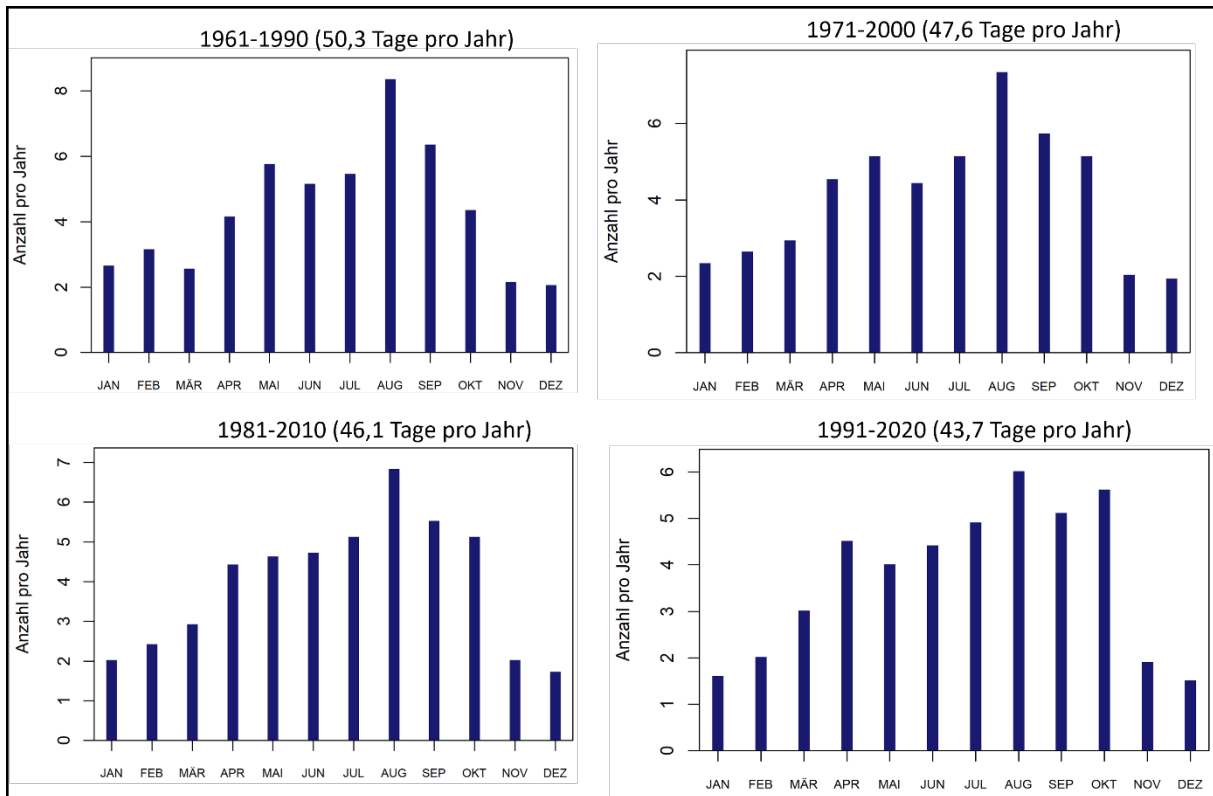 1961-1990 (50,3 Tage pro Jahr)
Anzahl pro Jahr
8
6
4
2
0
JAN FEB MÄR APR MAI JUN JUL AUG SEP OKT NOV DEZ
1971-2000 (47,6 Tage pro Jahr)
Anzahl pro Jahr
6
4
2
0
JAN FEB MÄR APR MAI JUN JUL AUG SEP OKT NOV DEZ
1981-2010 (46,1 Tage pro Jahr)
Anzahl pro Jahr
7
6
5
4
3
2
1
0
JAN FEB MÄR APR MAI JUN JUL AUG SEP OKT NOV DEZ
1991-2020 (43,7 Tage pro Jahr)
Anzahl pro Jahr
6
5
4
3
2
1
0
JAN FEB MÄR APR MAI JUN JUL AUG SEP OKT NOV DEZ